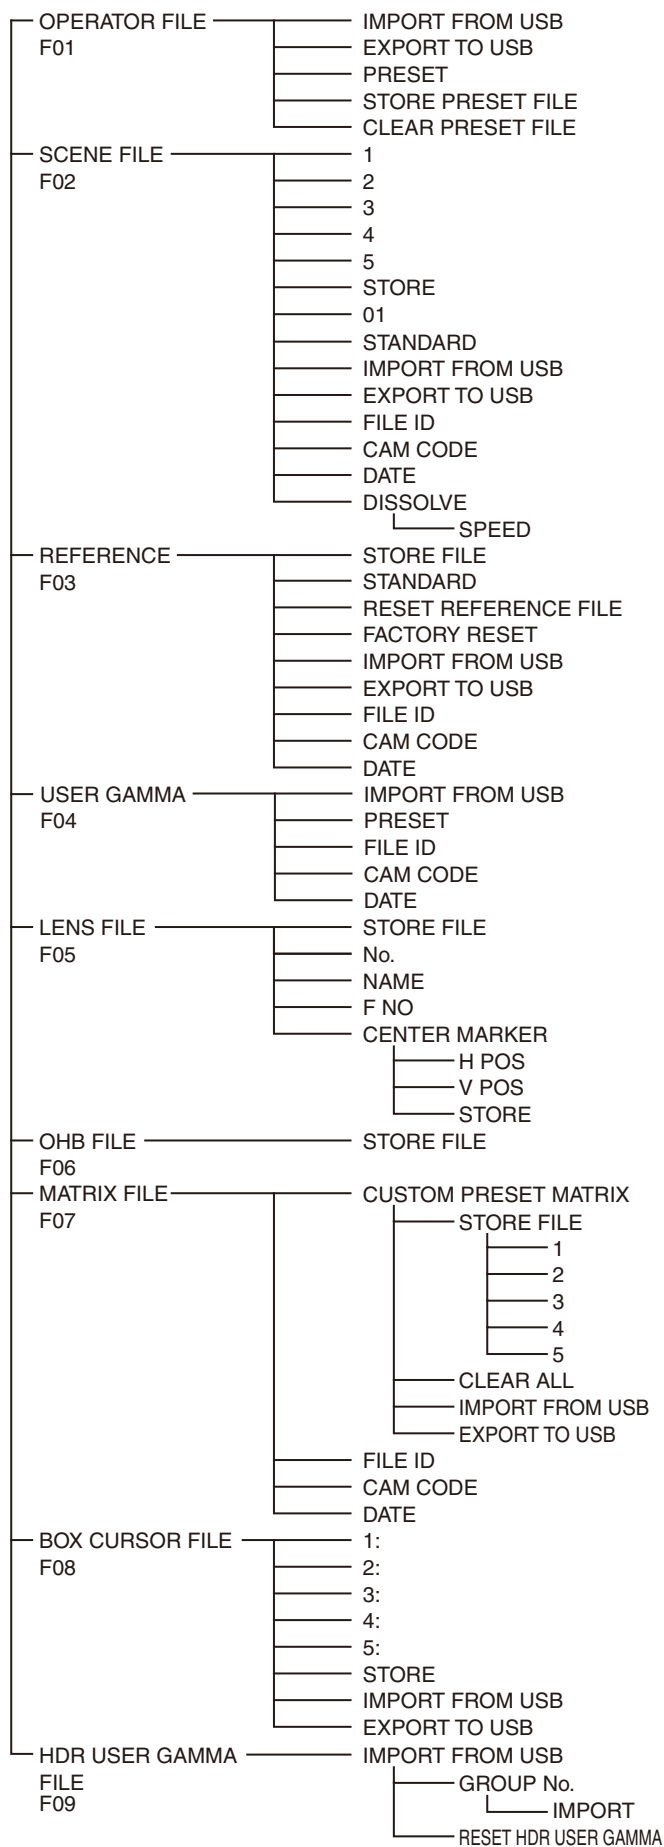 OPERATOR FILE
F01
IMPORT FROM USB
EXPORT TO USB
PRESET
STORE PRESET FILE
CLEAR PRESET FILE
SCENE FILE
F02
1
2
3
4
5
STORE
01
STANDARD
IMPORT FROM USB
EXPORT TO USB
FILE ID
CAM CODE
DATE
DISSOLVE
SPEED
REFERENCE
F03
STORE FILE
STANDARD
RESET REFERENCE FILE
FACTORY RESET
IMPORT FROM USB
EXPORT TO USB
FILE ID
CAM CODE
DATE
USER GAMMA
F04
IMPORT FROM USB
PRESET
FILE ID
CAM CODE
DATE
LENS FILE
F05
STORE FILE
No.
NAME
F NO
CENTER MARKER
H POS
V POS
STORE
OHB FILE
F06
STORE FILE
MATRIX FILE
F07
CUSTOM PRESET MATRIX
STORE FILE
1
2
3
4
5
CLEAR ALL
IMPORT FROM USB
EXPORT TO USB
FILE ID
CAM CODE
DATE
BOX CURSOR FILE
F08
1:
2:
3:
4:
5:
STORE
IMPORT FROM USB
EXPORT TO USB
HDR USER GAMMA
FILE
F09
IMPORT FROM USB
GROUP No.
IMPORT
RESET HDR USER GAMMA